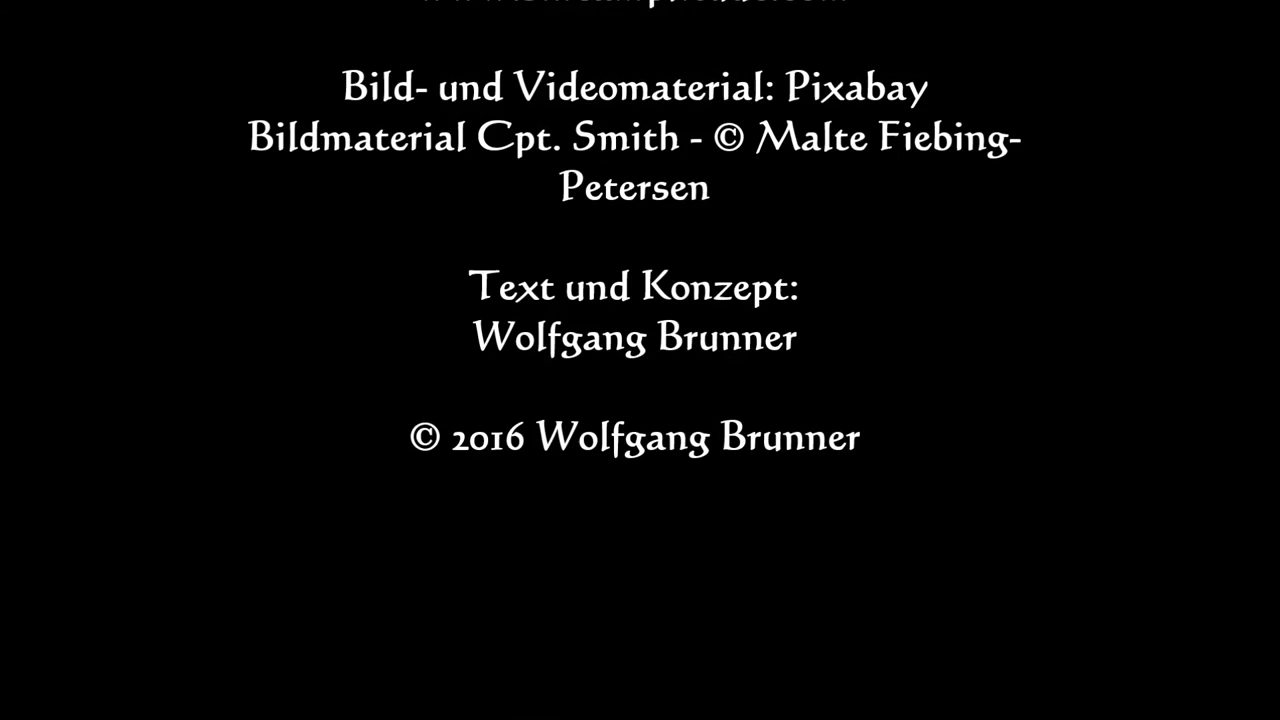 Bild- und Videomaterial: Pixabay
Bildmaterial Cpt. Smith - © Malte Fiebing-
Petersen
Text und Konzept:
Wolfgang Brunner
© 2016 Wolfgang Brunner